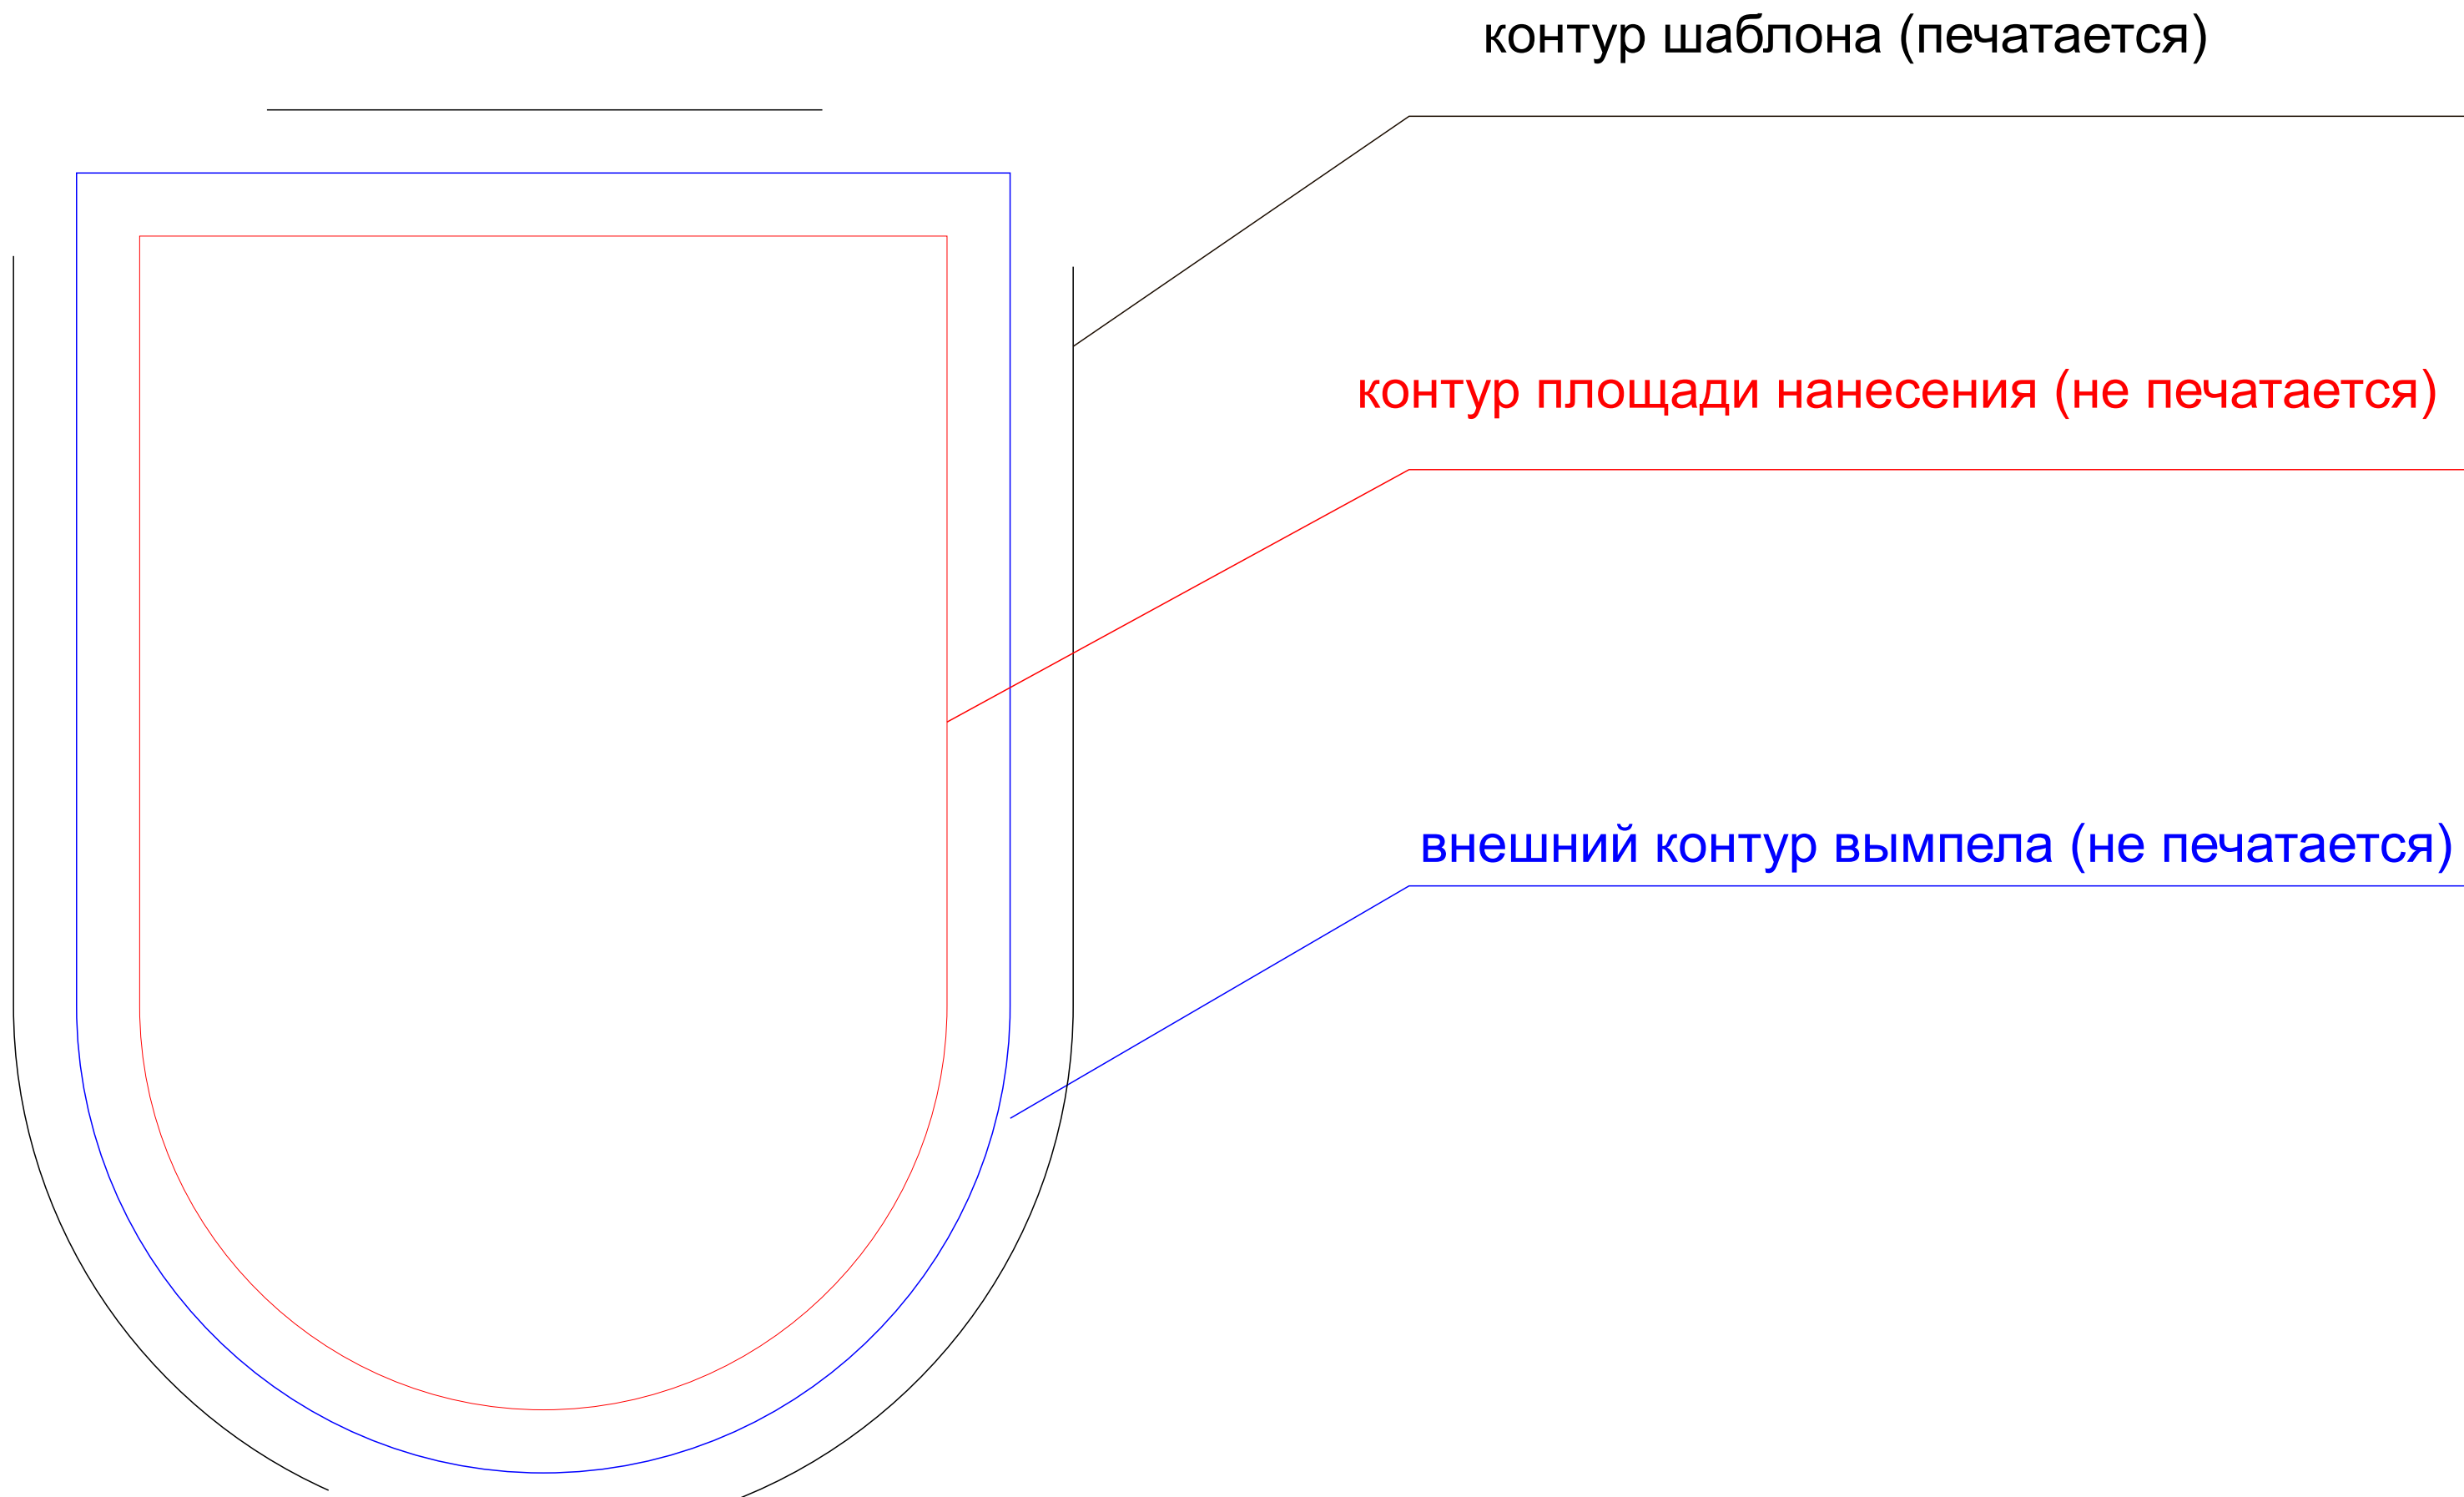 контур шаблона (печатается)
контур площади нанесения (не печатается)
внешний контур вымпела (не печатается)